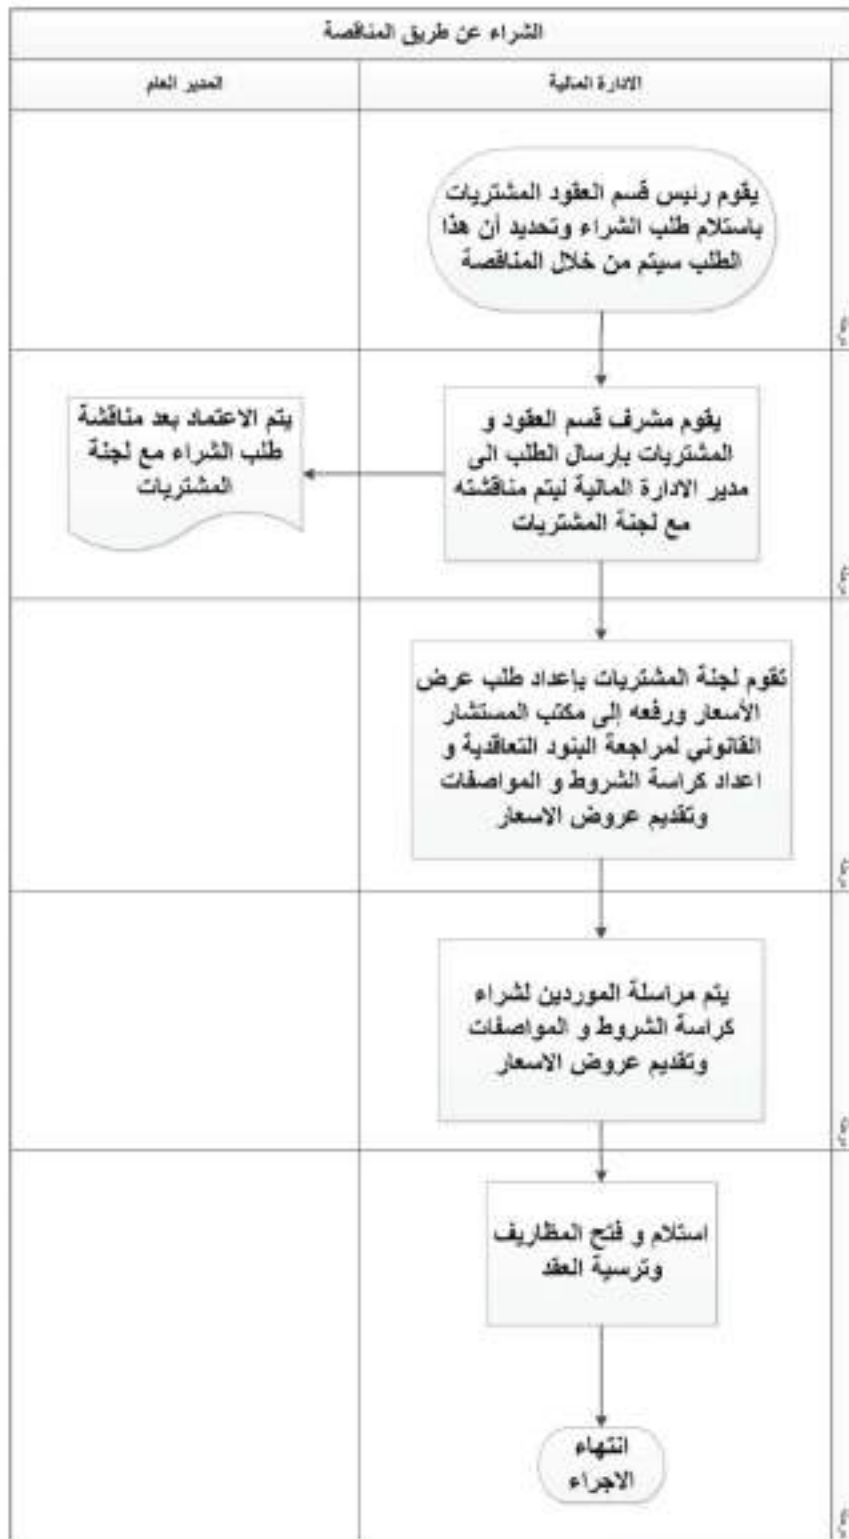 الشراء عن طريق المناقصة
الادارة المالية
المدير العام
يقوم رئيس قسم العقود المشتريات
باستلام طلب الشراء وتحديد أن هذا
الطلب سيتم من خلال المناقصة
يقوم مشرف قسم العقود و
المشتريات بإرسال الطلب الى
مدير الادارة المالية ليتم مناقشته
مع لجنة المشتريات
يتم الاعتماد بعد مناقشة
طلب الشراء مع لجنة
المشتريات
تقوم لجنة المشتريات بإعداد طلب عرض
الأسعار ورفعه إلى مكتب المستشار
القانوني لمراجعة البنود التعاقدية و
اعداد كراسة الشروط و المواصفات
وتقديم عروض الاسعار
يتم مراسلة الموردين لشراء
كراسة الشروط و المواصفات
وتقديم عروض الاسعار
استلام و فتح المظاريف
وترسية العقد
انتهاء
الاجراء